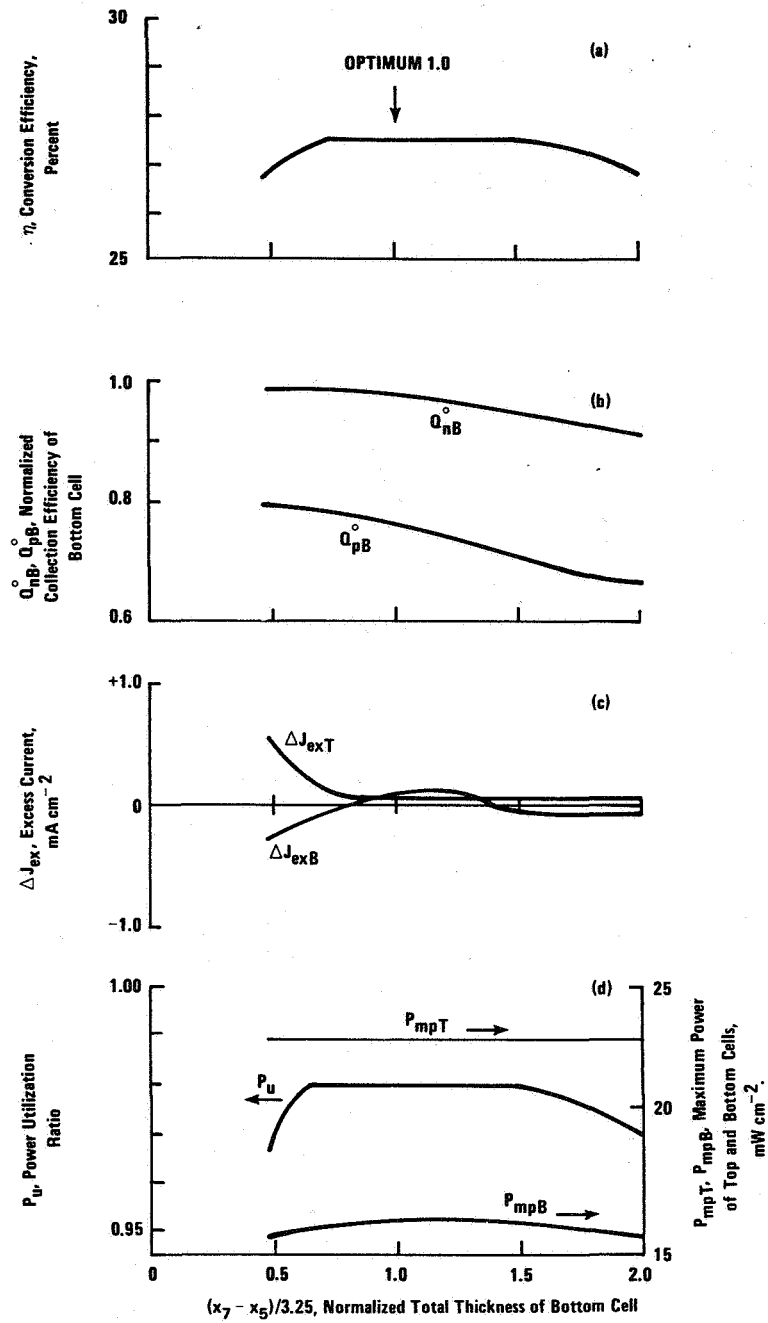 30
(a)
OPTIMUM 1.0
η, Conversion Efficiency,
Percent
25
1.0
(b)
Q°nB
0.8
Q°pB
Q°nB, Q°pB, Normalized
Collection Efficiency of
Bottom Cell
0.6
+1.0
(c)
ΔJexT
0
ΔJexB
ΔJex, Excess Current,
mA cm−2
−1.0
1.00
(d)
25
PmpT
Pu
20
Pu, Power Utilization
Ratio
PmpT, PmpB, Maximum Power
of Top and Bottom Cells,
mW cm−2.
PmpB
0.95
15
0 0.5 1.0 1.5 2.0
(x7 − x5)/3.25, Normalized Total Thickness of Bottom Cell